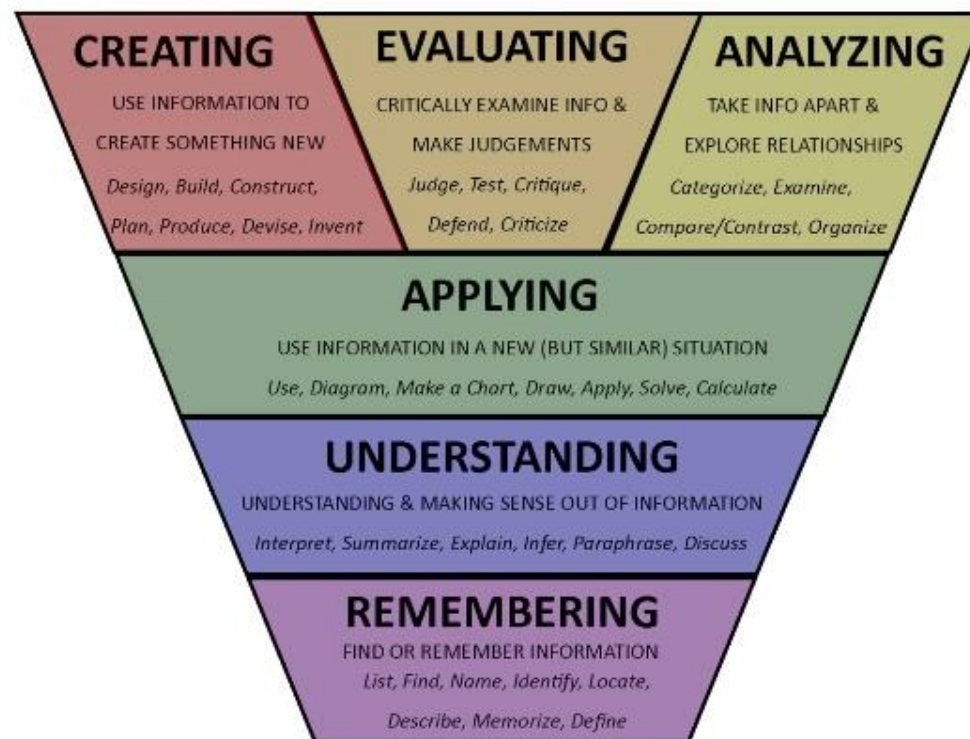 CREATING
USE INFORMATION TO
CREATE SOMETHING NEW
Design, Build, Construct,
Plan, Produce, Devise, Invent
EVALUATING
CRITICALLY EXAMINE INFO &
MAKE JUDGEMENTS
Judge, Test, Critique,
Defend, Criticize
ANALYZING
TAKE INFO APART &
EXPLORE RELATIONSHIPS
Categorize, Examine,
Compare/Contrast, Organize
APPLYING
USE INFORMATION IN A NEW (BUT SIMILAR) SITUATION
Use, Diagram, Make a Chart, Draw, Apply, Solve, Calculate
UNDERSTANDING
UNDERSTANDING & MAKING SENSE OUT OF INFORMATION
Interpret, Summarize, Explain, Infer, Paraphrase, Discuss
REMEMBERING
FIND OR REMEMBER INFORMATION
List, Find, Name, Identify, Locate,
Describe, Memorize, Define